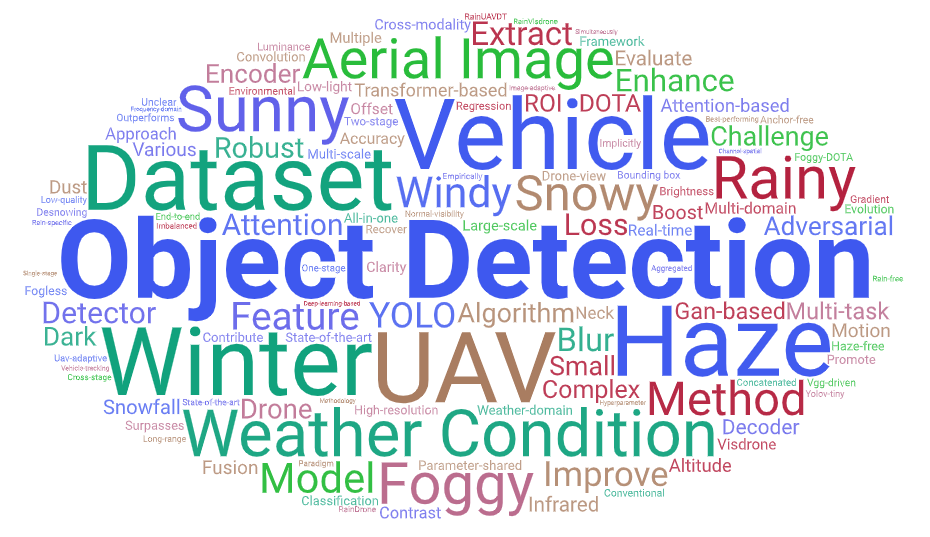 RainUAVDT RainVisdrone
Cross-modality Extract Simultaneously
Multiple Framework
Luminance Aerial Image Evaluate
Convolution
Encoder Enhance
Environmental Low-light Transformer-based Image-adaptive
Unclear Sunny Offset Vehicle Regression ROI DOTA Attention-based
Frequency-domain
Outperforms Two-stage Best-performing Anchor-free
Approach Accuracy Implicitly Challenge
Various Robust Multi-scale Channel-spatial Foggy-DOTA
Dataset Empirically Drone-view Bounding box Rainy
Dust Windy Snowy Brightness
Low-quality Gradient
Desnowing End-to-end All-in-one Normal-visibility Boost Multi-domain Evolution
Rain-specific Imbalanced Attention Recover Large-scale Loss Real-time Adversarial
Object Detection
Single-stage One-stage Clarity Aggregated Rain-free
Fogless
Detector Feature Deep-learning-based YOLO Algorithm Neck Gan-based Multi-task
Dark Contribute State-of-the-art Blur Haze Motion
Haze-free
Uav-adaptive Winter UAV Small Promote
Vehicle-tracking
Cross-stage Complex Concatenated Vgg-driven
Snowfall State-of-the-art Methodology Hyperparameter Method Yolov-tiny
Drone High-resolution Weather-domain
Surpasses Weather Condition Decoder
Long-range Visdrone
Fusion Paradigm Parameter-shared Altitude
Model Foggy Improve
Classification Infrared Conventional
RainDrone Contrast